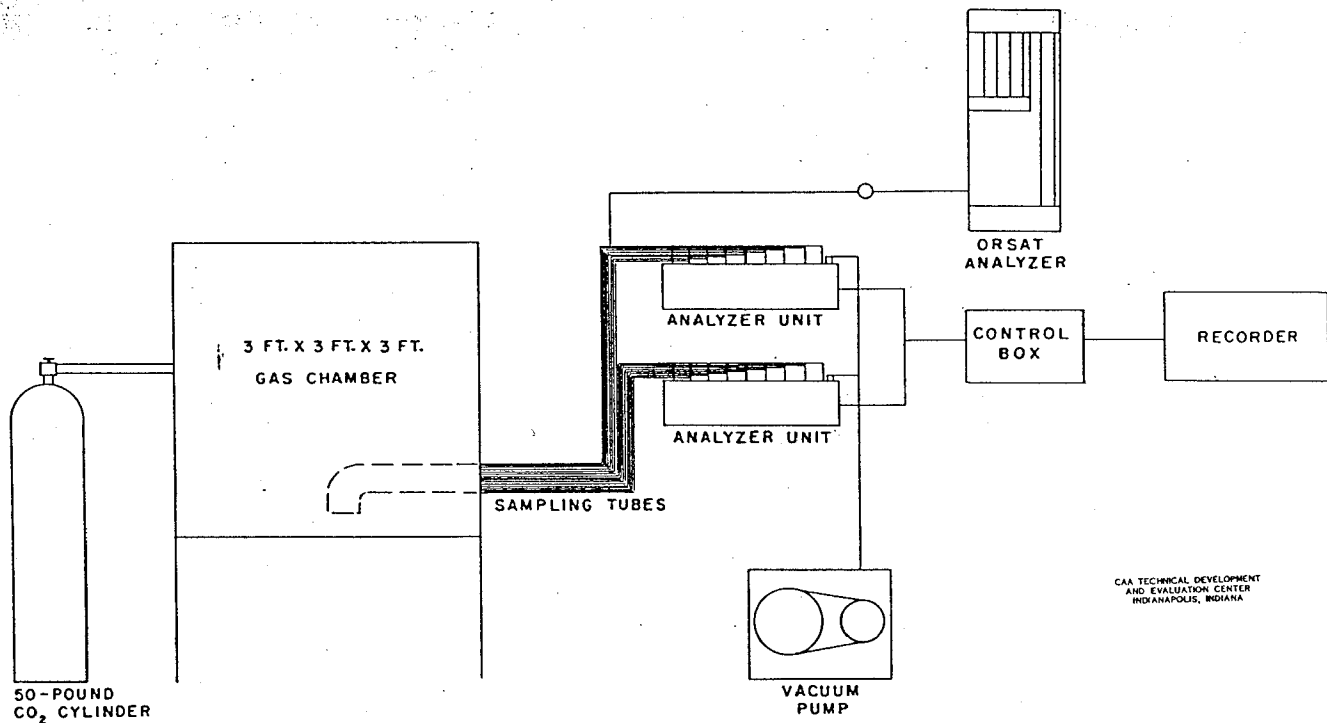 ORSAT
ANALYZER
ANALYZER UNIT
CONTROL
BOX
RECORDER
3 FT. X 3 FT. X 3 FT.
GAS CHAMBER
ANALYZER UNIT
SAMPLING TUBES
CAA TECHNICAL DEVELOPMENT
AND EVALUATION CENTER
INDIANAPOLIS, INDIANA
50-POUND
CO₂ CYLINDER
VACUUM
PUMP